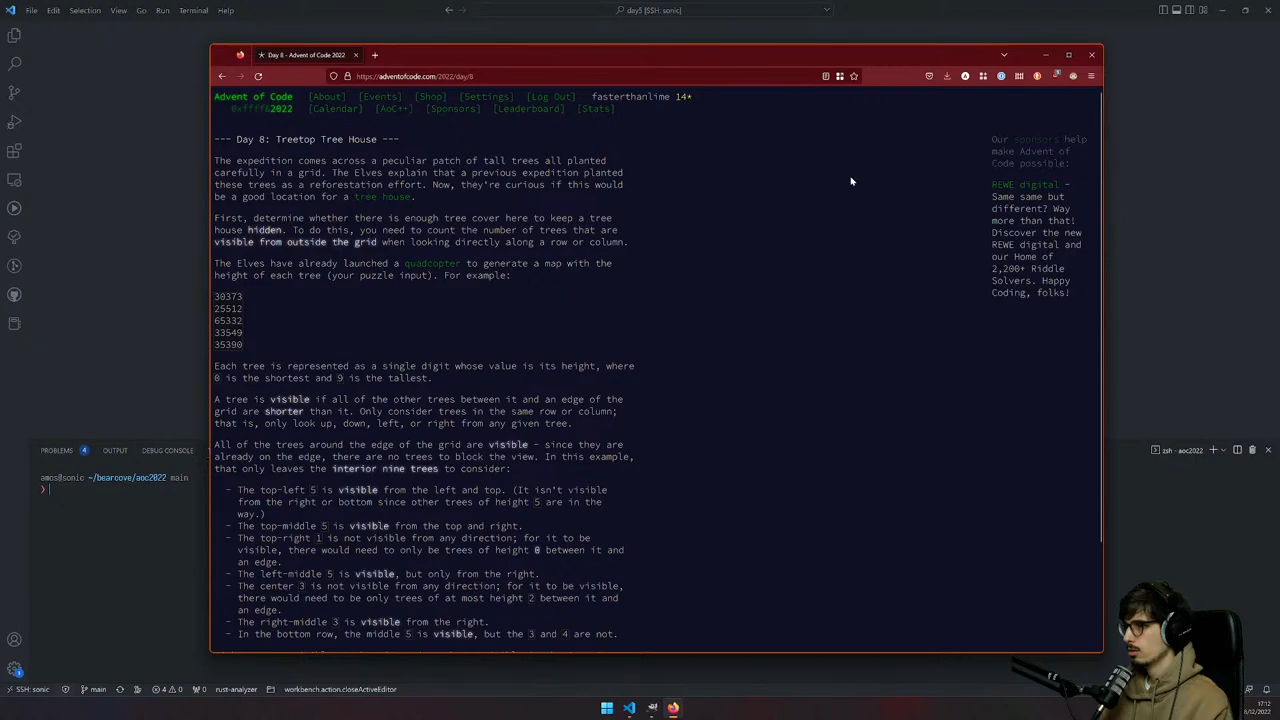 File Edit Selection View Go Run Terminal Help
day5 [SSH: sonic]
Day 8 - Advent of Code 2022
https://adventofcode.com/2022/day/8
Advent of Code [About] [Events] [Shop] [Settings] [Log Out] fasterthanlime 14*
0xffff&2022 [Calendar] [AoC++] [Sponsors] [Leaderboard] [Stats]
--- Day 8: Treetop Tree House ---
The expedition comes across a peculiar patch of tall trees all planted
carefully in a grid. The Elves explain that a previous expedition planted
these trees as a reforestation effort. Now, they're curious if this would
be a good location for a tree house.
First, determine whether there is enough tree cover here to keep a tree
house hidden. To do this, you need to count the number of trees that are
visible from outside the grid when looking directly along a row or column.
The Elves have already launched a quadcopter to generate a map with the
height of each tree (your puzzle input). For example:
30373
25512
65332
33549
35390
Each tree is represented as a single digit whose value is its height, where
0 is the shortest and 9 is the tallest.
A tree is visible if all of the other trees between it and an edge of the
grid are shorter than it. Only consider trees in the same row or column;
that is, only look up, down, left, or right from any given tree.
All of the trees around the edge of the grid are visible - since they are
already on the edge, there are no trees to block the view. In this example,
that only leaves the interior nine trees to consider:
- The top-left 5 is visible from the left and top. (It isn't visible
from the right or bottom since other trees of height 5 are in the
way.)
- The top-middle 5 is visible from the top and right.
- The top-right 1 is not visible from any direction; for it to be
visible, there would need to only be trees of height 0 between it and
an edge.
- The left-middle 5 is visible, but only from the right.
- The center 3 is not visible from any direction; for it to be visible,
there would need to be only trees of at most height 2 between it and
an edge.
- The right-middle 3 is visible from the right.
- In the bottom row, the middle 5 is visible, but the 3 and 4 are not.
Our sponsors help
make Advent of
Code possible:
REWE digital -
Same same but
different? Way
more than that!
Discover the new
REWE digital and
our Home of
2,200+ Riddle
Solvers. Happy
Coding, folks!
PROBLEMS 4 OUTPUT DEBUG CONSOLE
zsh - aoc2022
amos@sonic ~/bearcove/aoc2022 main
SSH: sonic main 4 0 0 rust-analyzer workbench.action.closeActiveEditor
17:12